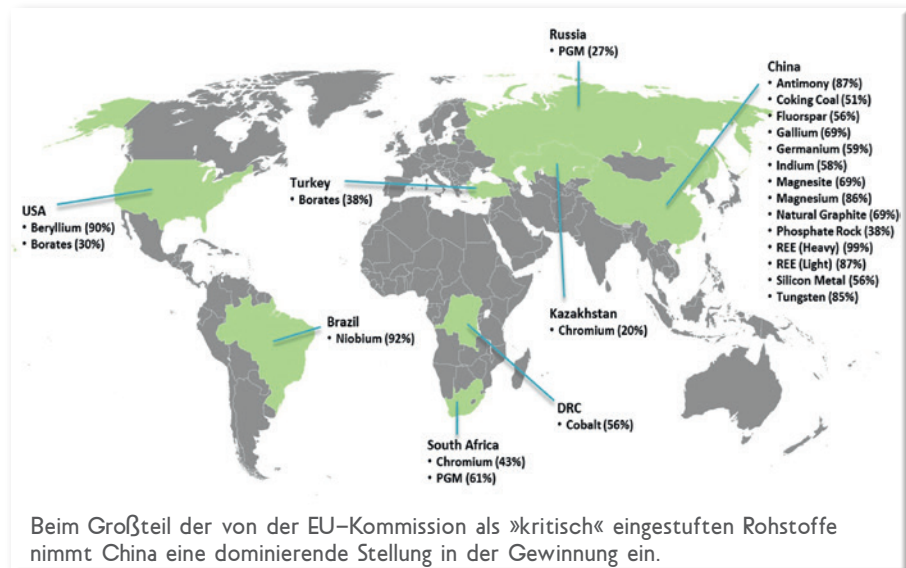 Russia
• PGM (27%)
China
• Antimony (87%)
• Coking Coal (51%)
• Fluorspar (56%)
• Gallium (69%)
• Germanium (59%)
• Indium (58%)
• Magnesite (69%)
• Magnesium (86%)
• Natural Graphite (69%)
• Phosphate Rock (38%)
• REE (Heavy) (99%)
• REE (Light) (87%)
• Silicon Metal (56%)
• Tungsten (85%)
Turkey
• Borates (38%)
USA
• Beryllium (90%)
• Borates (30%)
Kazakhstan
• Chromium (20%)
Brazil
• Niobium (92%)
DRC
• Cobalt (56%)
South Africa
• Chromium (43%)
• PGM (61%)
Beim Großteil der von der EU–Kommission als »kritisch« eingestuften Rohstoffe
nimmt China eine dominierende Stellung in der Gewinnung ein.